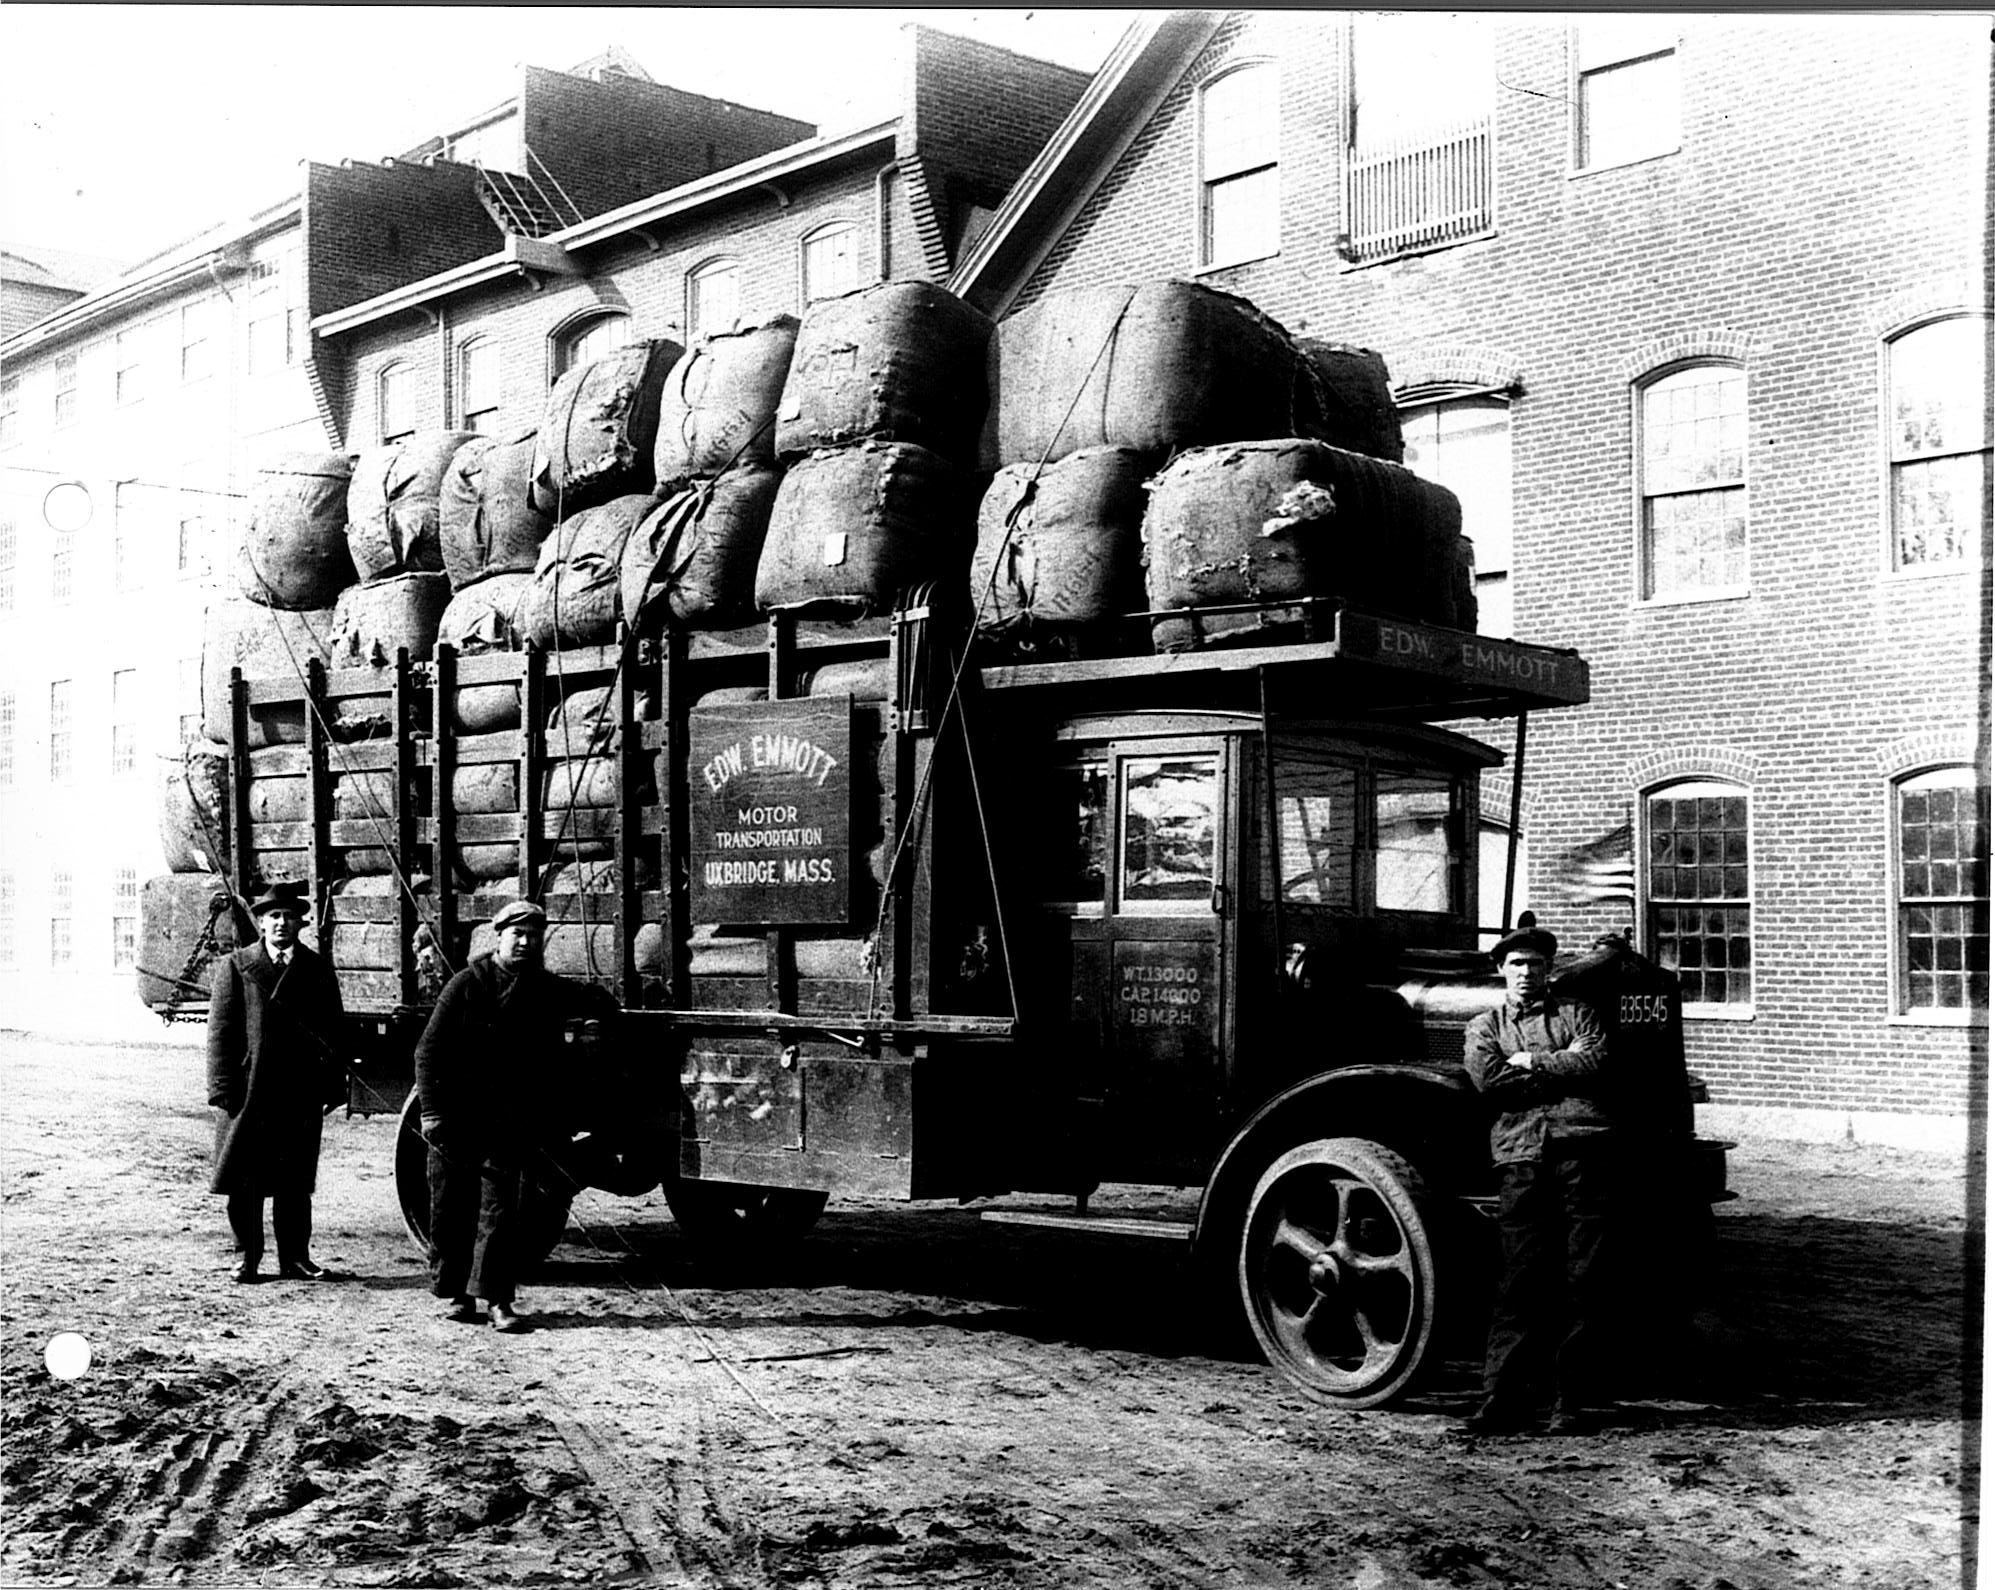 EDW. EMMOTT
EDW. EMMOTT
MOTOR
TRANSPORTATION
UXBRIDGE, MASS.
WT. 13000
CAP. 14000
18 M.P.H.
B35545